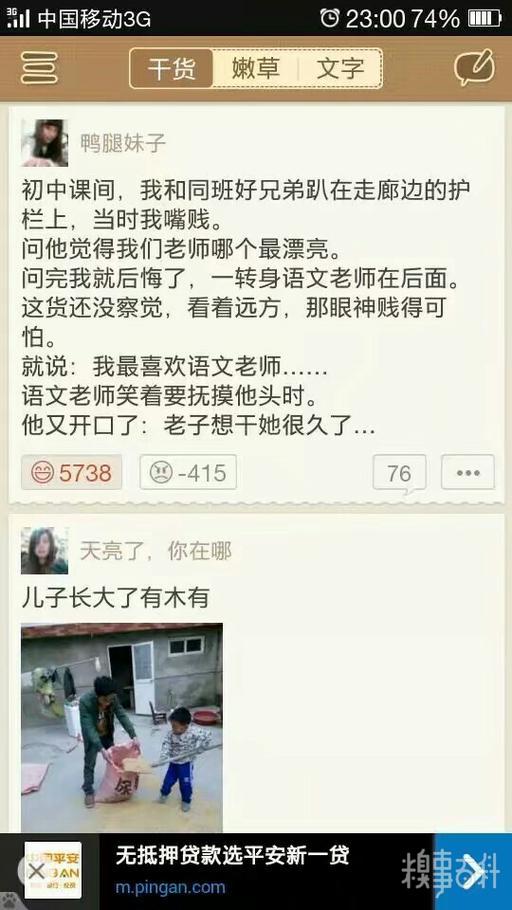 3G 中国移动3G 23:00 74%
干货 嫩草 文字
鸭腿妹子
初中课间，我和同班好兄弟趴在走廊边的护
栏上，当时我嘴贱。
问他觉得我们老师哪个最漂亮。
问完我就后悔了，一转身语文老师在后面。
这货还没察觉，看着远方，那眼神贱得可
怕。
就说：我最喜欢语文老师……
语文老师笑着要抚摸他头时。
他又开口了：老子想干她很久了…
5738 -415 76
天亮了，你在哪
儿子长大了有木有
中国平安
无抵押贷款选平安新一贷
m.pingan.com
糗事百科